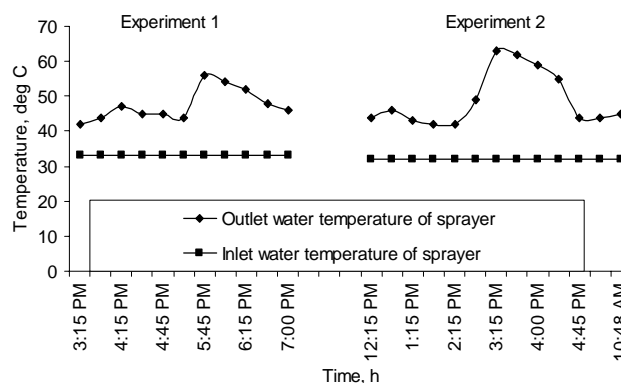 Experiment 1
Experiment 2
Temperature, deg C
70
60
50
40
30
20
10
0
Outlet water temperature of sprayer
Inlet water temperature of sprayer
3:15 PM
4:15 PM
4:45 PM
5:45 PM
6:15 PM
7:00 PM
12:15 PM
1:15 PM
2:15 PM
3:15 PM
4:00 PM
4:45 PM
10:48 AM
Time, h